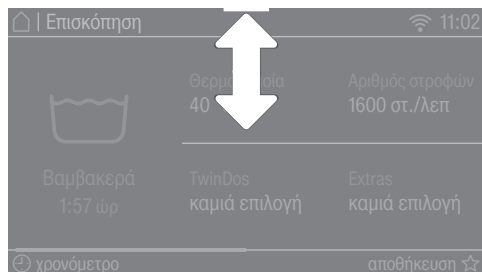 | Επισκόπηση 11:02
Αριθμός στροφών
40 1600 στ./λεπ
Βαμβακερά TwinDos Extras
1:57 ώρ καμιά επιλογή καμιά επιλογή
χρονόμετρο αποθήκευση